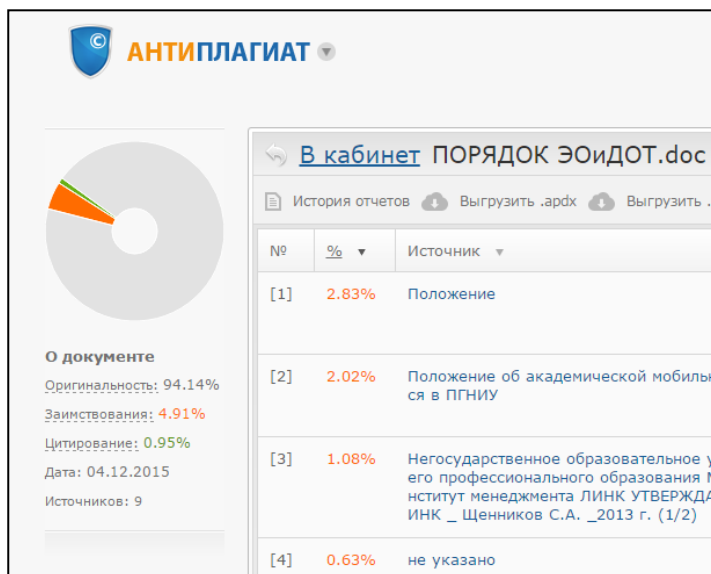 ©
АНТИПЛАГИАТ
В кабинет ПОРЯДОК ЭОиДОТ.doc
История отчетов Выгрузить .apdx Выгрузить .
№ % Источник
[1] 2.83% Положение
[2] 2.02% Положение об академической мобиль
ся в ПГНИУ
[3] 1.08% Негосударственное образовательное у
его профессионального образования М
нститут менеджмента ЛИНК УТВЕРЖДА
ИНК _ Щенников С.А. _2013 г. (1/2)
[4] 0.63% не указано
О документе
Оригинальность: 94.14%
Заимствования: 4.91%
Цитирование: 0.95%
Дата: 04.12.2015
Источников: 9